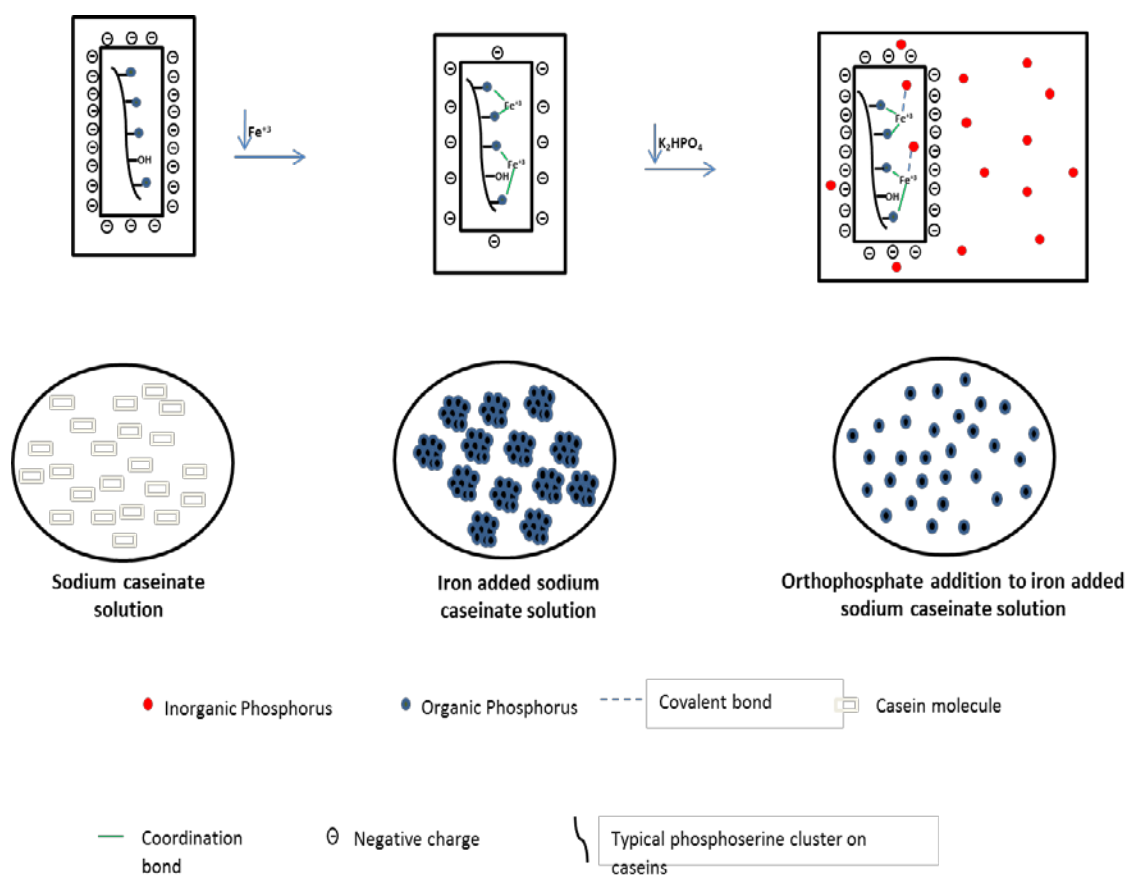 OH
Fe+3
Fe+3
Fe+3
OH
K2HPO4
Fe+3
Fe+3
OH
Sodium caseinate
solution
Iron added sodium
caseinate solution
Orthophosphate addition to iron added
sodium caseinate solution
Inorganic Phosphorus
Organic Phosphorus
Covalent bond
Casein molecule
Coordination
bond
Negative charge
Typical phosphoserine cluster on
caseins